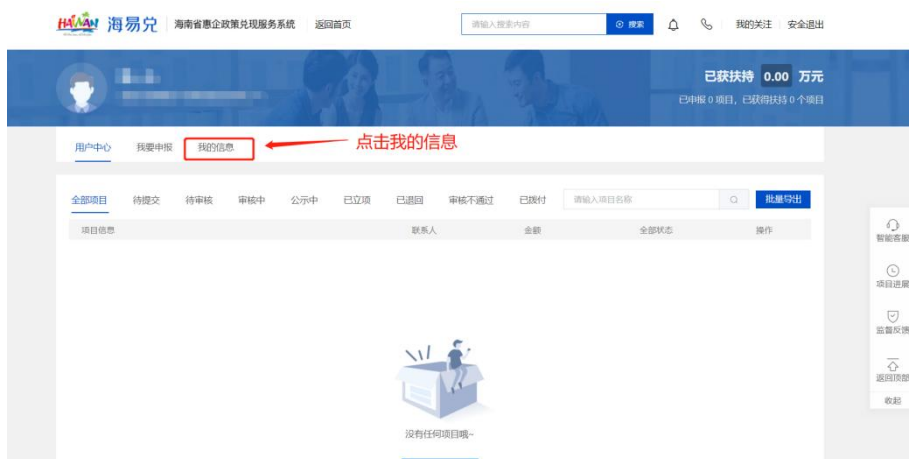 HAINAN 海易兑 海南省惠企政策兑现服务系统 返回首页 请输入搜索内容 搜索 我的关注 安全退出
已获扶持 0.00 万元
已申报 0 项目，已获得扶持 0 个项目
用户中心 我要申报 我的信息 点击我的信息
全部项目 待提交 待审核 审核中 公示中 已立项 已退回 审核不通过 已拨付 请输入项目名称 批量导出
项目信息 联系人 金额 全部状态 操作
智能客服
项目进展
监督反馈
返回顶部
收起
没有任何项目哦~